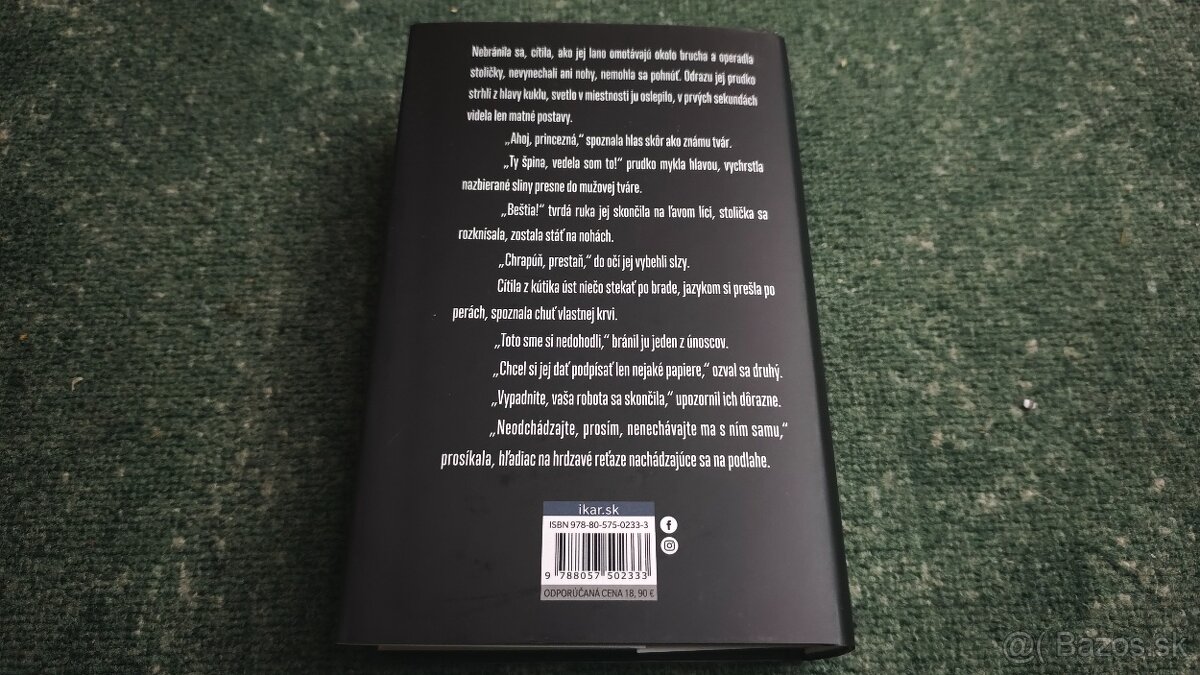 Nebránila sa, cítila, ako jej lano omotávajú okolo brucha a operadla
stoličky, nevynechali ani nohy, nemohla sa pohnúť. Odrazu jej prudko
strhli z hlavy kuklu, svetlo v miestnosti ju oslepilo, v prvých sekundách
videla len matné postavy.
„Ahoj, princezná,“ spoznala hlas skôr ako známu tvár.
„Ty špina, vedela som to!“ prudko mykla hlavou, vychrstla
nazbierané sliny presne do mužovej tváre.
„Beštia!“ tvrdá ruka jej skončila na ľavom líci, stolička sa
rozknísala, zostala stáť na nohách.
„Chrapúň, prestaň,“ do očí jej vybehli slzy.
Cítila z kútika úst niečo stekať po brade, jazykom si prešla po
perách, spoznala chuť vlastnej krvi.
„Toto sme si nedohodli,“ bránil ju jeden z únoscov.
„Chcel si jej dať podpísať len nejaké papiere,“ ozval sa druhý.
„Vypadnite, vaša robota sa skončila,“ upozornil ich dôrazne.
„Neodchádzajte, prosím, nenechávajte ma s ním samu,“
prosíkala, hľadiac na hrdzavé reťaze nachádzajúce sa na podlahe.
ikar.sk
ISBN 978-80-575-0233-3
9 788057 502333
ODPORÚČANÁ CENA 18, 90 €
@( Bazos.sk